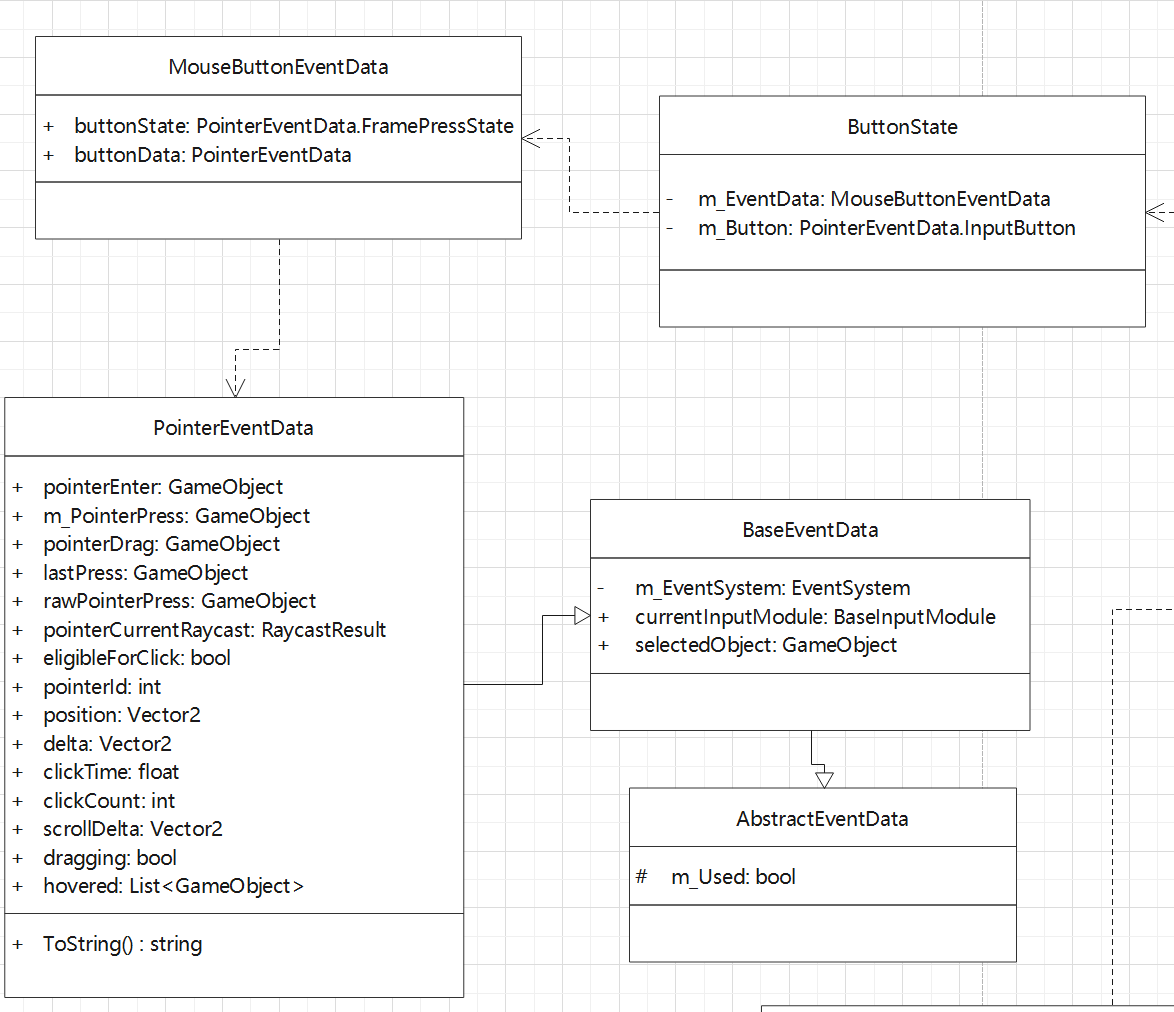 MouseButtonEventData
+ buttonState: PointerEventData.FramePressState
+ buttonData: PointerEventData
ButtonState
- m_EventData: MouseButtonEventData
- m_Button: PointerEventData.InputButton
PointerEventData
+ pointerEnter: GameObject
+ m_PointerPress: GameObject
+ pointerDrag: GameObject
+ lastPress: GameObject
+ rawPointerPress: GameObject
+ pointerCurrentRaycast: RaycastResult
+ eligibleForClick: bool
+ pointerId: int
+ position: Vector2
+ delta: Vector2
+ clickTime: float
+ clickCount: int
+ scrollDelta: Vector2
+ dragging: bool
+ hovered: List<GameObject>
+ ToString() : string
BaseEventData
- m_EventSystem: EventSystem
+ currentInputModule: BaseInputModule
+ selectedObject: GameObject
AbstractEventData
# m_Used: bool